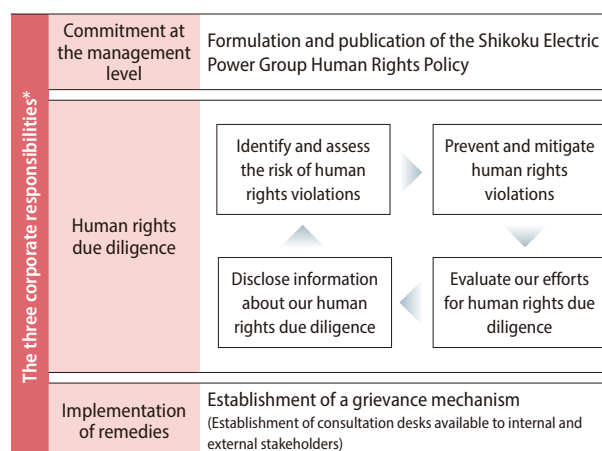 The three corporate responsibilities*
Commitment at
the management
level
Formulation and publication of the Shikoku Electric
Power Group Human Rights Policy
Human rights
due diligence
Identify and assess
the risk of human
rights violations
Prevent and mitigate
human rights
violations
Disclose information
about our human
rights due diligence
Evaluate our efforts
for human rights due
diligence
Implementation
of remedies
Establishment of a grievance mechanism
(Establishment of consultation desks available to internal and
external stakeholders)